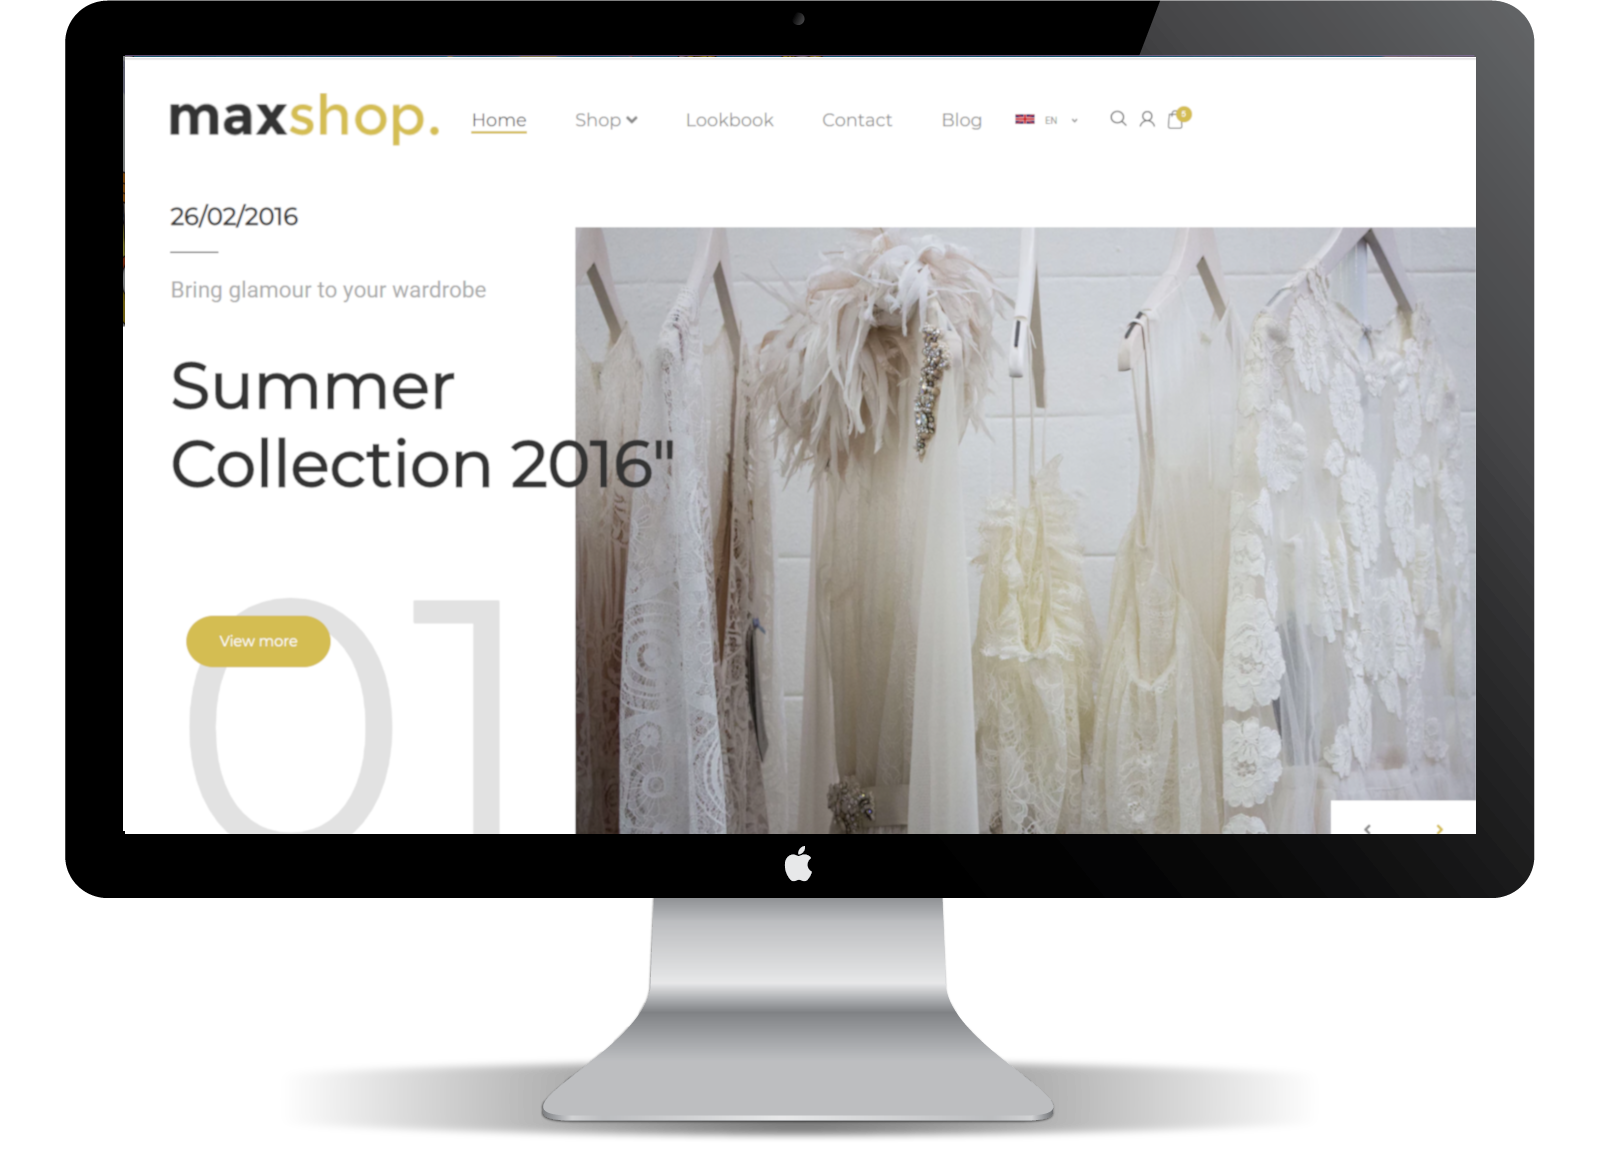 maxshop.
Home Shop Lookbook Contact Blog EN 0
26/02/2016
Bring glamour to your wardrobe
Summer
Collection 2016"
01
View more